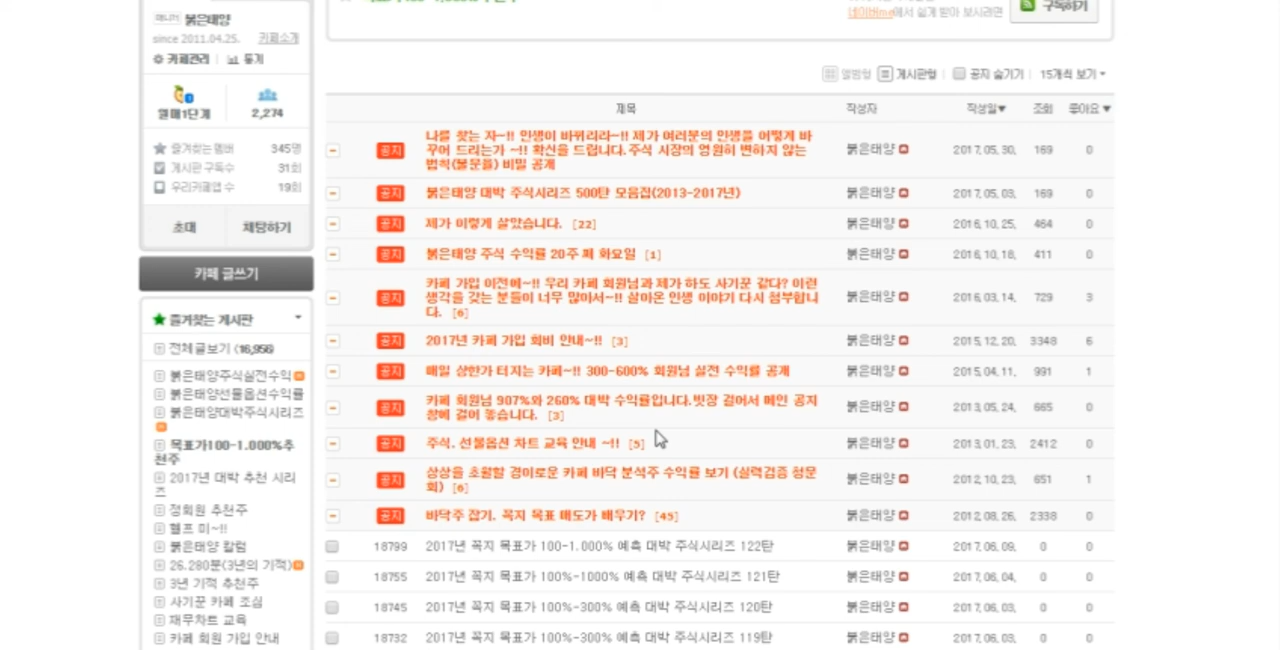 매니저 붉은태양
since 2011.04.25. 카페소개
카페관리 통계
열매1단계 2,274
즐겨찾는 멤버 345명
게시판 구독수 31회
우리카페앱 수 19회
초대 채팅하기
카페 글쓰기
즐겨찾는 게시판
전체글보기 (16,956)
붉은태양주식실전수익
붉은태양선물옵션수익률
붉은태양대박주식시리즈
목표가100-1.000%추
천주
2017년 대박 추천 시리
즈
정회원 추천주
헬프 미~!!
붉은태양 칼럼
26.280분(3년의 기적)
3년 기적 추천주
사기꾼 카페 조심
재무차트 교육
카페 회원 가입 안내
네이버me에서 쉽게 받아 보시려면 구독하기
앨범형 게시판형 공지 숨기기 15개씩 보기
제목 작성자 작성일▼ 조회 좋아요▼
공지 나를 찾는 자~!! 인생이 바뀌리라~!! 제가 여러분의 인생을 어떻게 바
꾸어 드리는가 ~!! 확신을 드립니다.주식 시장의 영원히 변하지 않는
법칙(불문률) 비밀 공개 붉은태양 2017.05.30. 169 0
공지 붉은태양 대박 주식시리즈 500탄 모음집(2013-2017년) 붉은태양 2017.05.03. 169 0
공지 제가 이렇게 살았습니다. [22] 붉은태양 2016.10.25. 464 0
공지 붉은태양 주식 수익률 20주 째 화요일 [1] 붉은태양 2016.10.18. 411 0
공지 카페 가입 이전에~!! 우리 카페 회원님과 제가 하도 사기꾼 같다? 이런
생각을 갖는 분들이 너무 많아서~!! 살아온 인생 이야기 다시 첨부합니
다. [6] 붉은태양 2016.03.14. 729 3
공지 2017년 카페 가입 회비 안내~!! [3] 붉은태양 2015.12.20. 3348 6
공지 매일 상한가 터지는 카페~!! 300-600% 회원님 실전 수익률 공개 붉은태양 2015.04.11. 991 1
공지 카페 회원님 907%와 260% 대박 수익률입니다.빗장 걸어서 메인 공지
창에 걸어 놓습니다. [3] 붉은태양 2013.05.24. 665 0
공지 주식. 선물옵션 차트 교육 안내 ~!! [5] 붉은태양 2013.01.23. 2412 0
공지 상상을 초월할 경이로운 카페 바닥 분석주 수익률 보기 (실력검증 청문
회) [6] 붉은태양 2012.10.23. 651 1
공지 바닥주 잡기. 꼭지 목표 매도가 배우기? [45] 붉은태양 2012.08.26. 2338 0
18799 2017년 꼭지 목표가 100-1.000% 예측 대박 주식시리즈 122탄 붉은태양 2017.06.09. 0 0
18755 2017년 꼭지 목표가 100%-1000% 예측 대박 주식시리즈 121탄 붉은태양 2017.06.04. 0 0
18745 2017년 꼭지 목표가 100%-300% 예측 대박 주식시리즈 120탄 붉은태양 2017.06.03. 0 0
18732 2017년 꼭지 목표가 100%-300% 예측 대박 주식시리즈 119탄 붉은태양 2017.06.03. 0 0